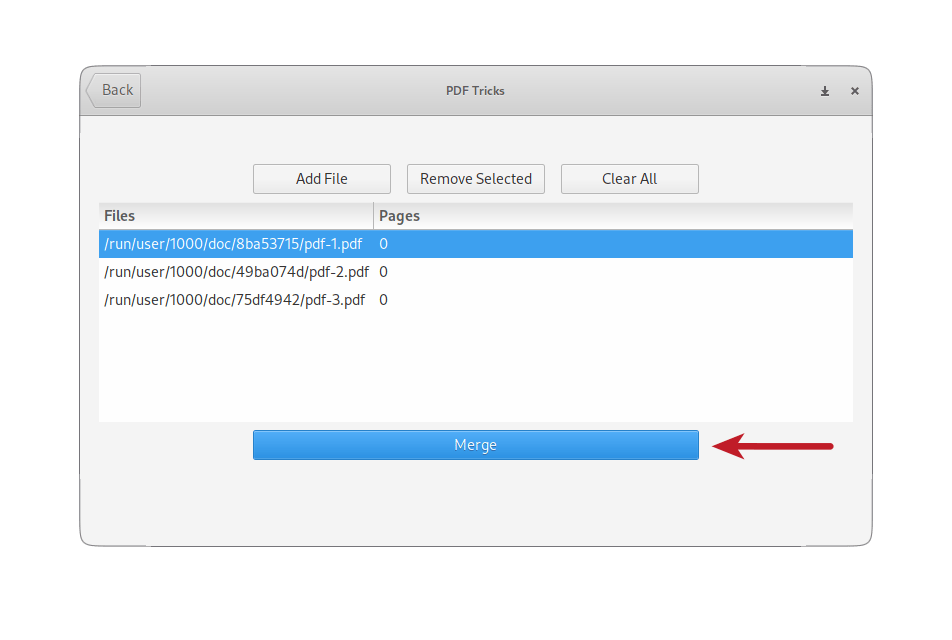 Back
PDF Tricks
Add File
Remove Selected
Clear All
Files Pages
/run/user/1000/doc/8ba53715/pdf-1.pdf 0
/run/user/1000/doc/49ba074d/pdf-2.pdf 0
/run/user/1000/doc/75df4942/pdf-3.pdf 0
Merge